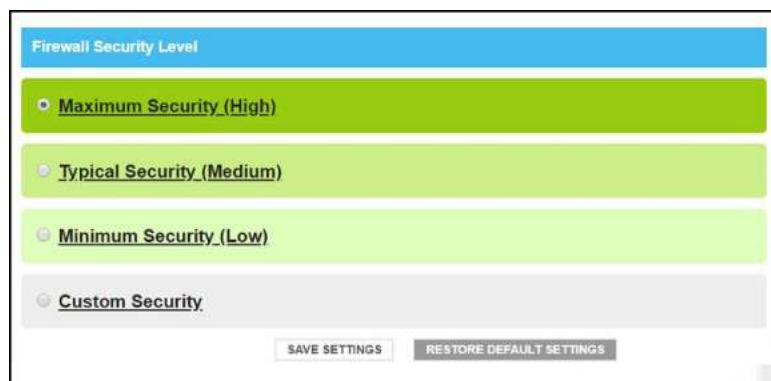 Firewall Security Level
Maximum Security (High)
Typical Security (Medium)
Minimum Security (Low)
Custom Security
SAVE SETTINGS RESTORE DEFAULT SETTINGS